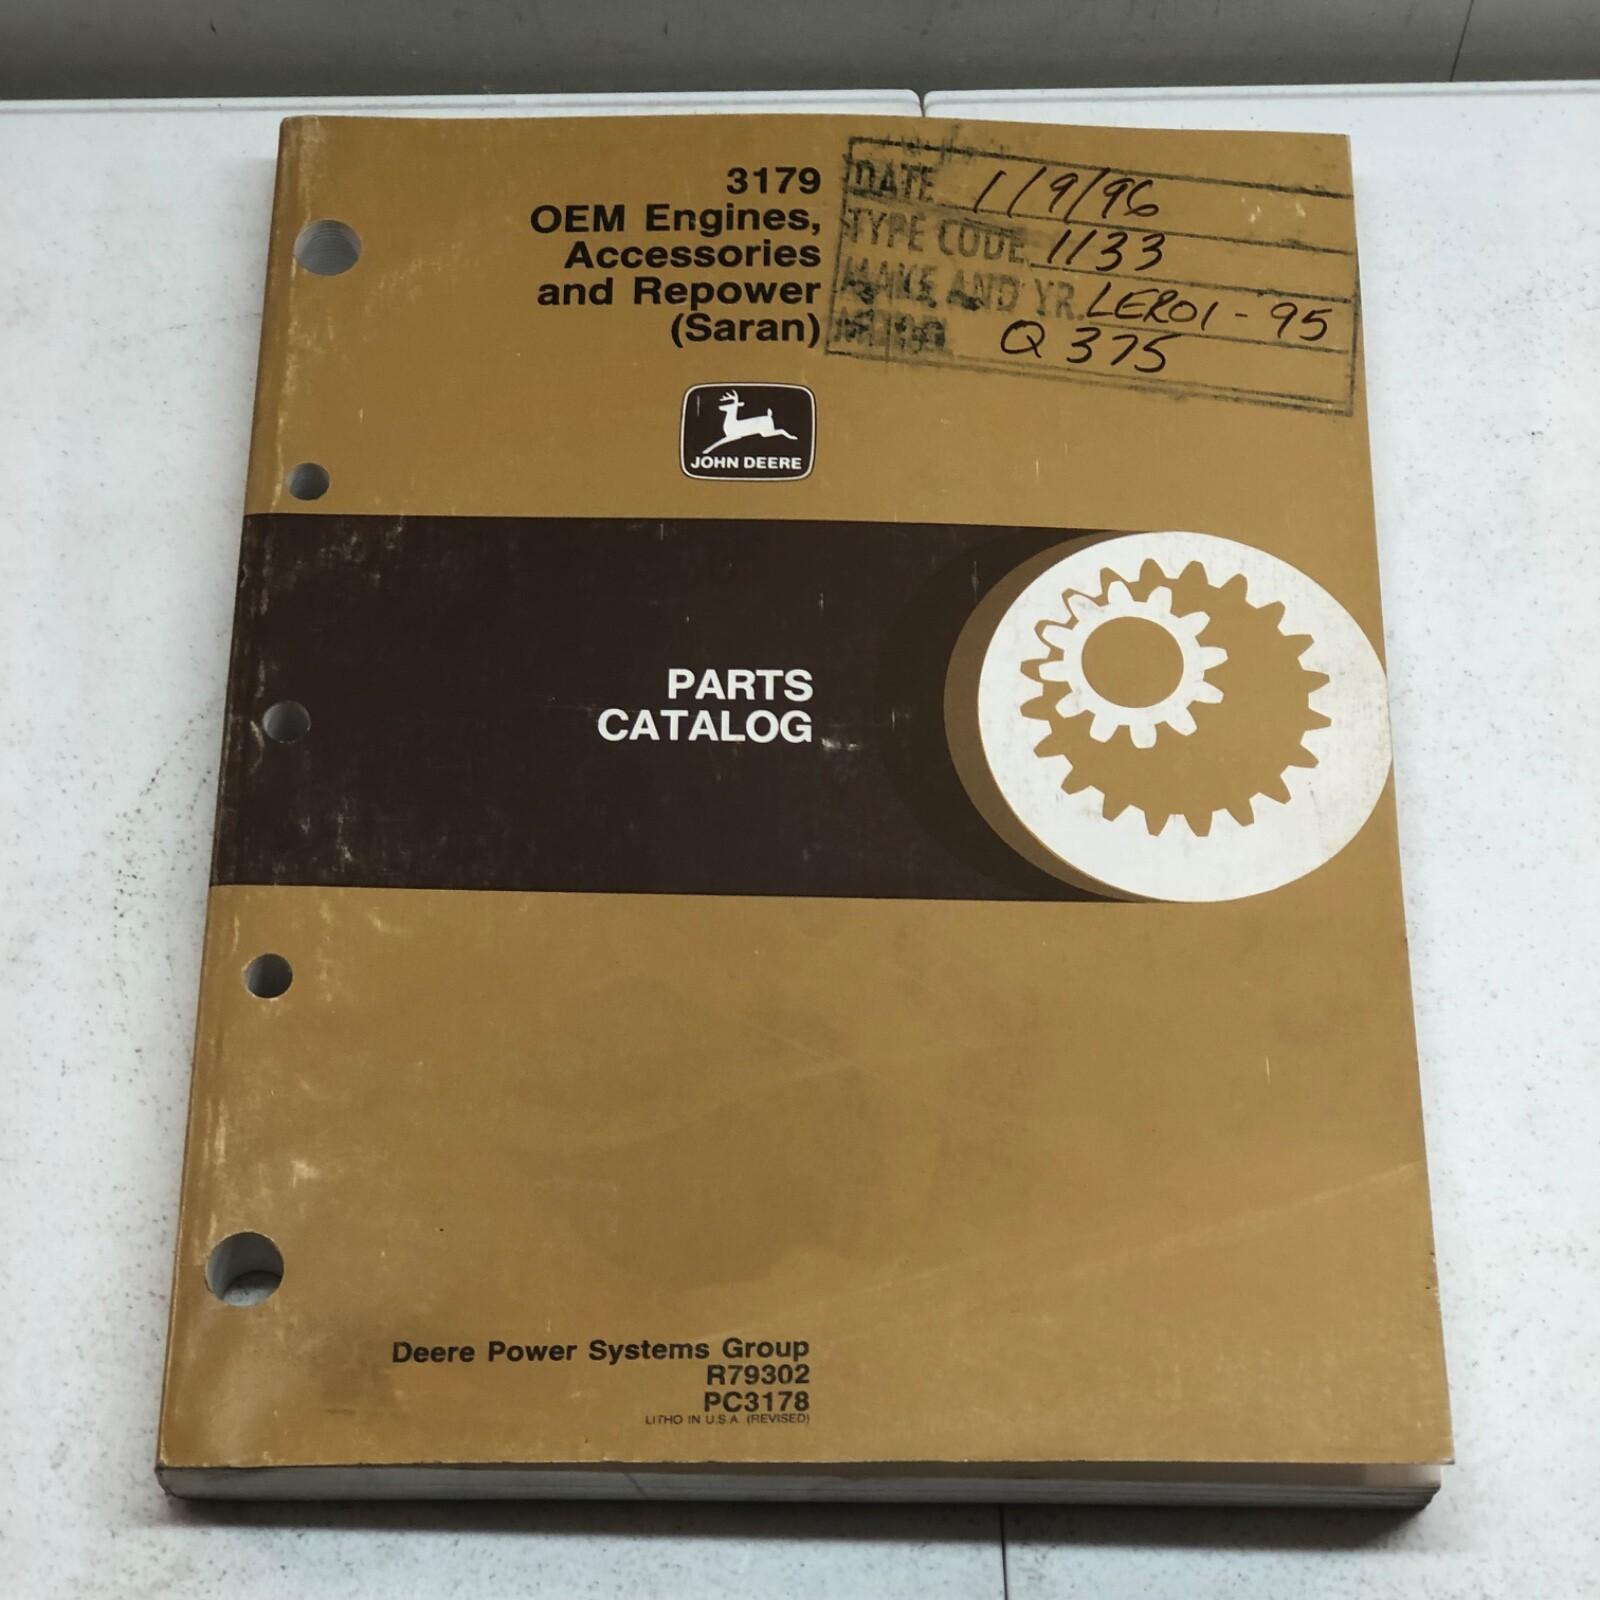 3179
OEM Engines,
Accessories
and Repower
(Saran)
DATE 1/9/96
TYPE CODE 1133
MAKE AND YR. LEROI - 95
Q 375
JOHN DEERE
PARTS
CATALOG
Deere Power Systems Group
R79302
PC3178
LITHO IN U.S.A. (REVISED)